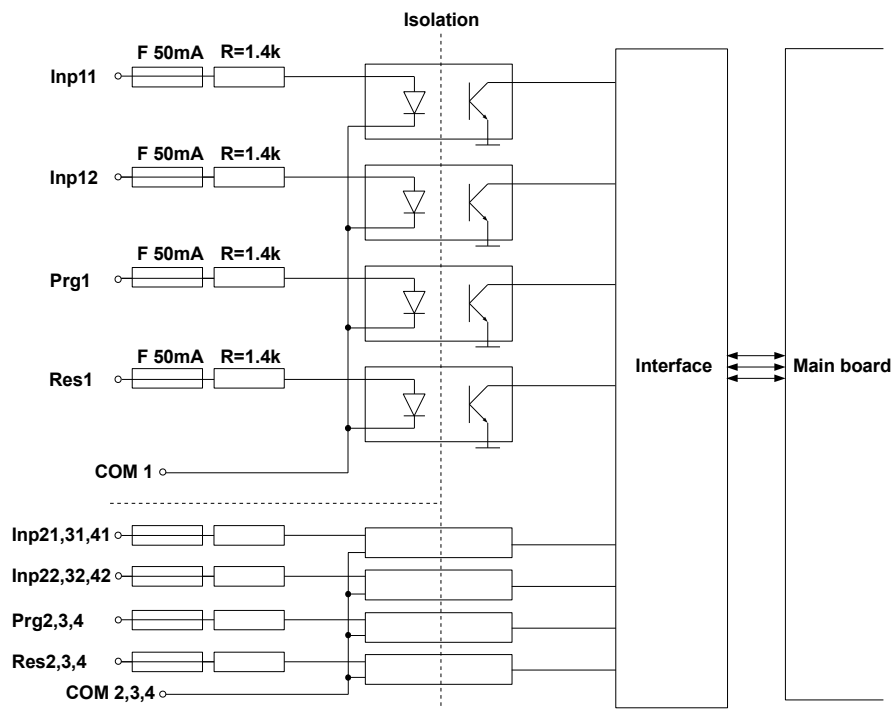 Isolation
F 50mA R=1.4k
Inp11
F 50mA R=1.4k
Inp12
F 50mA R=1.4k
Prg1
F 50mA R=1.4k
Res1
Interface
Main board
COM 1
Inp21,31,41
Inp22,32,42
Prg2,3,4
Res2,3,4
COM 2,3,4